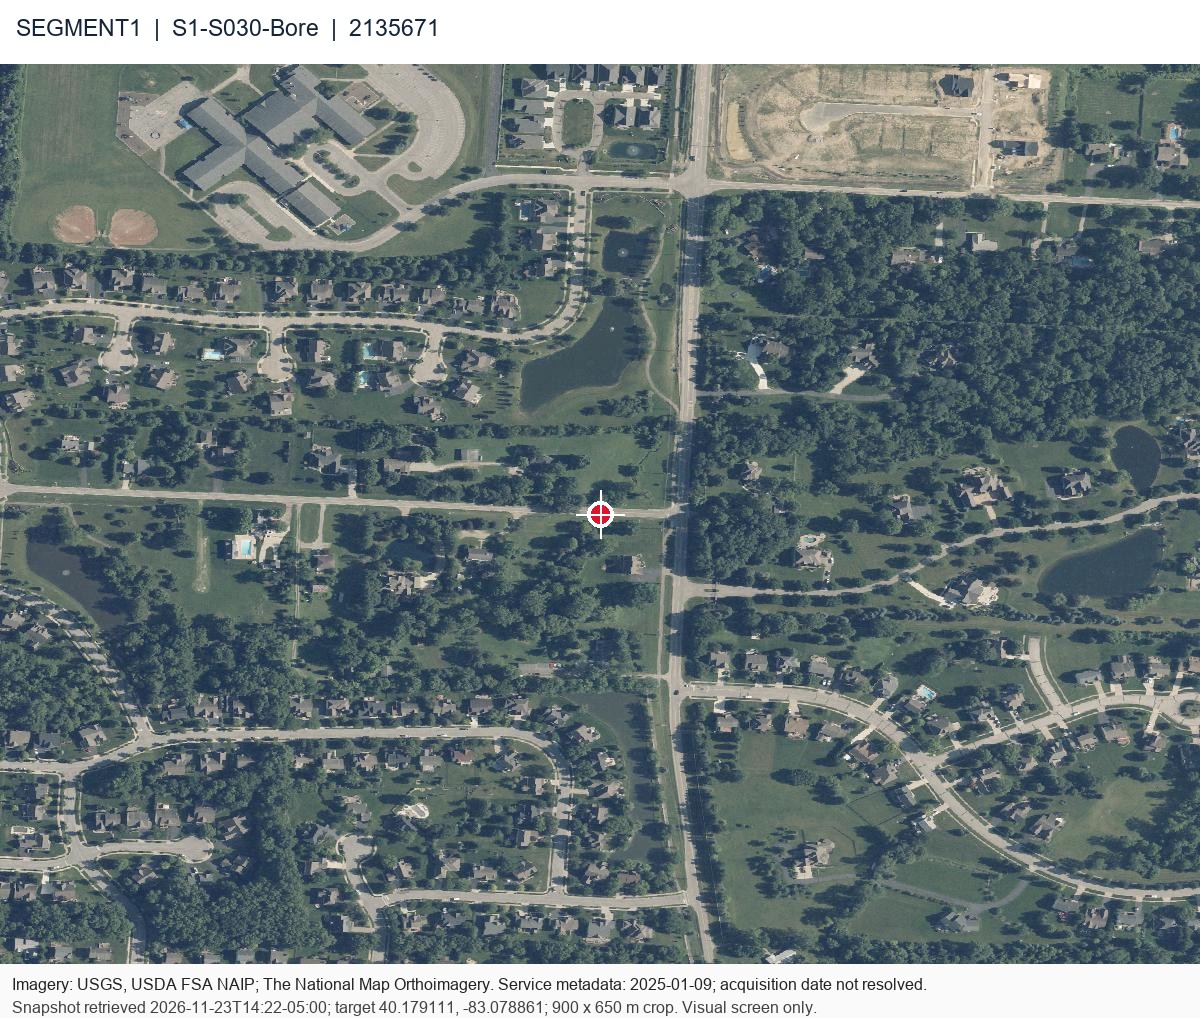 SEGMENT1 | S1-S030-Bore | 2135671
Imagery: USGS, USDA FSA NAIP; The National Map Orthoimagery. Service metadata: 2025-01-09; acquisition date not resolved.
Snapshot retrieved 2026-11-23T14:22-05:00; target 40.179111, -83.078861; 900 x 650 m crop. Visual screen only.